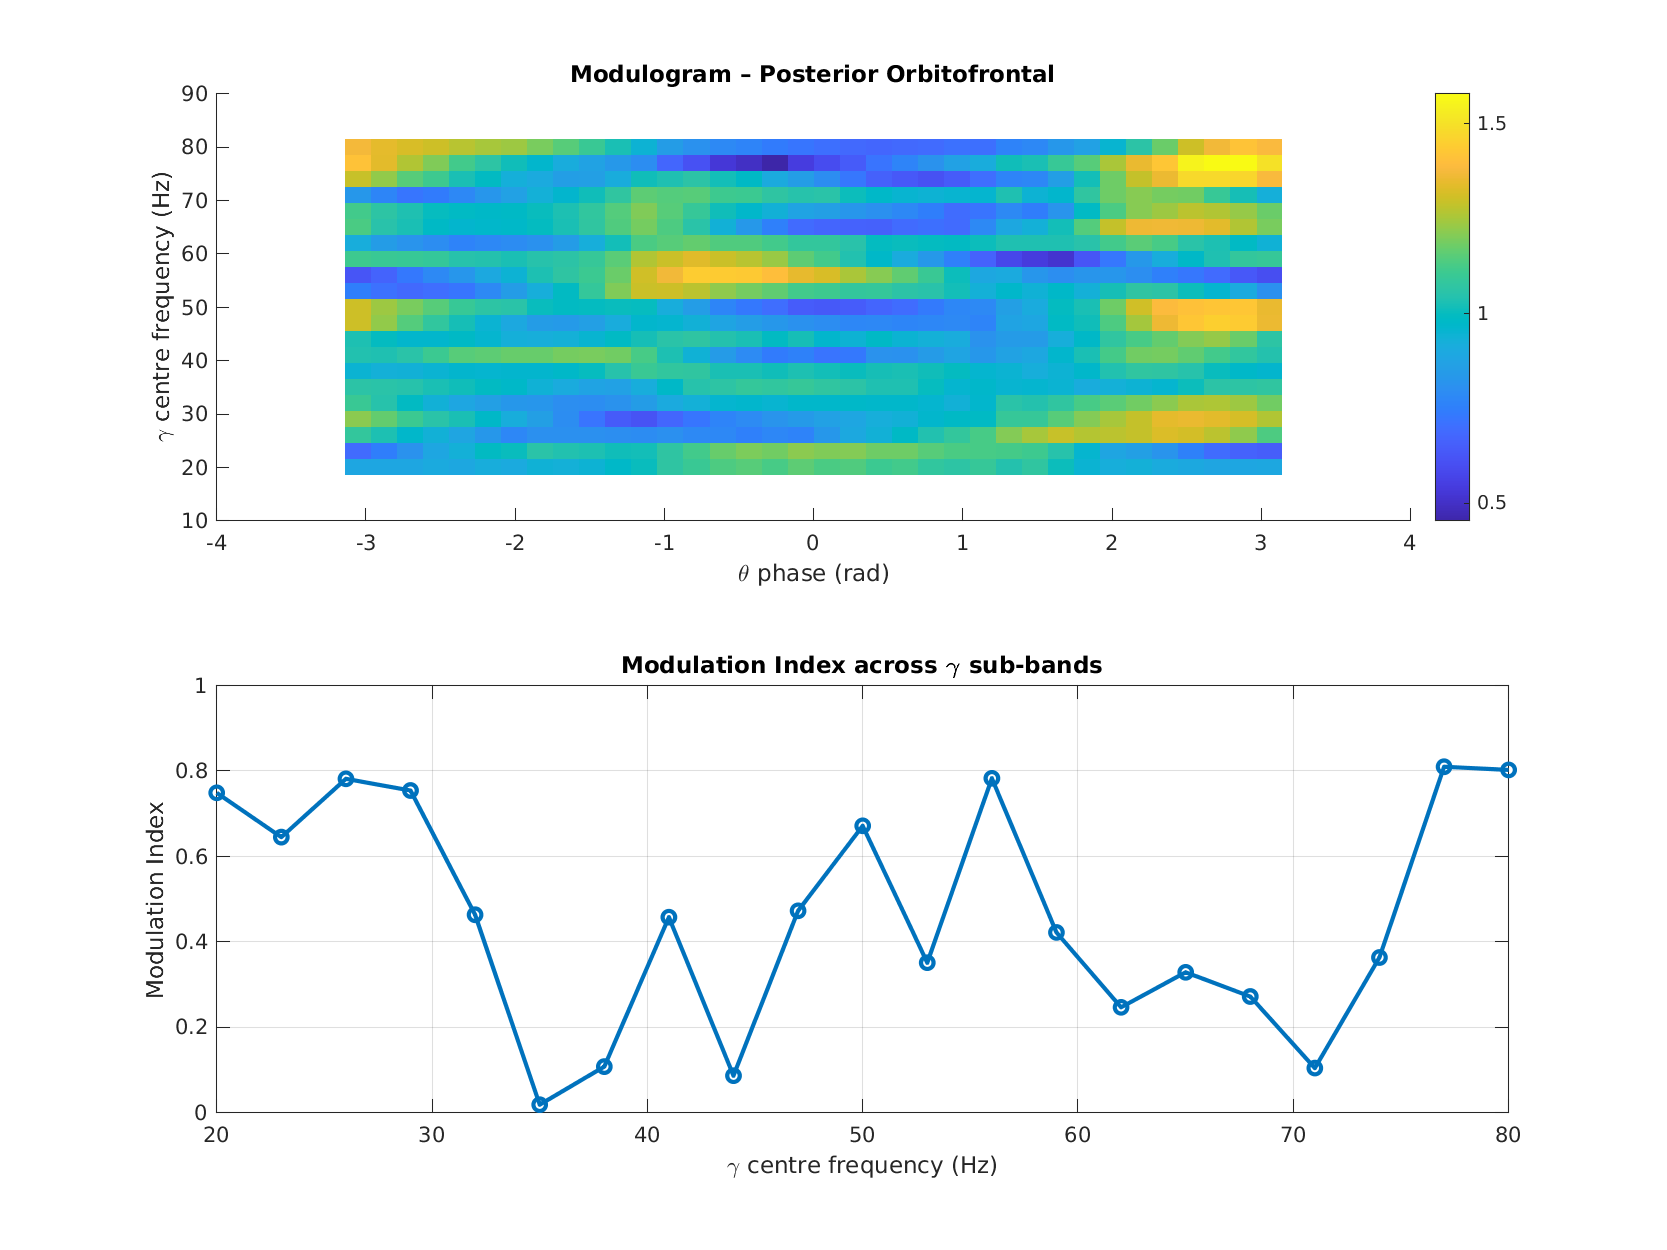 Modulogram – Posterior Orbitofrontal
γ centre frequency (Hz)
90
80
70
60
50
40
30
20
10
-4 -3 -2 -1 0 1 2 3 4
θ phase (rad)
1.5
1
0.5
Modulation Index across γ sub-bands
Modulation Index
1
0.8
0.6
0.4
0.2
0
20 30 40 50 60 70 80
γ centre frequency (Hz)